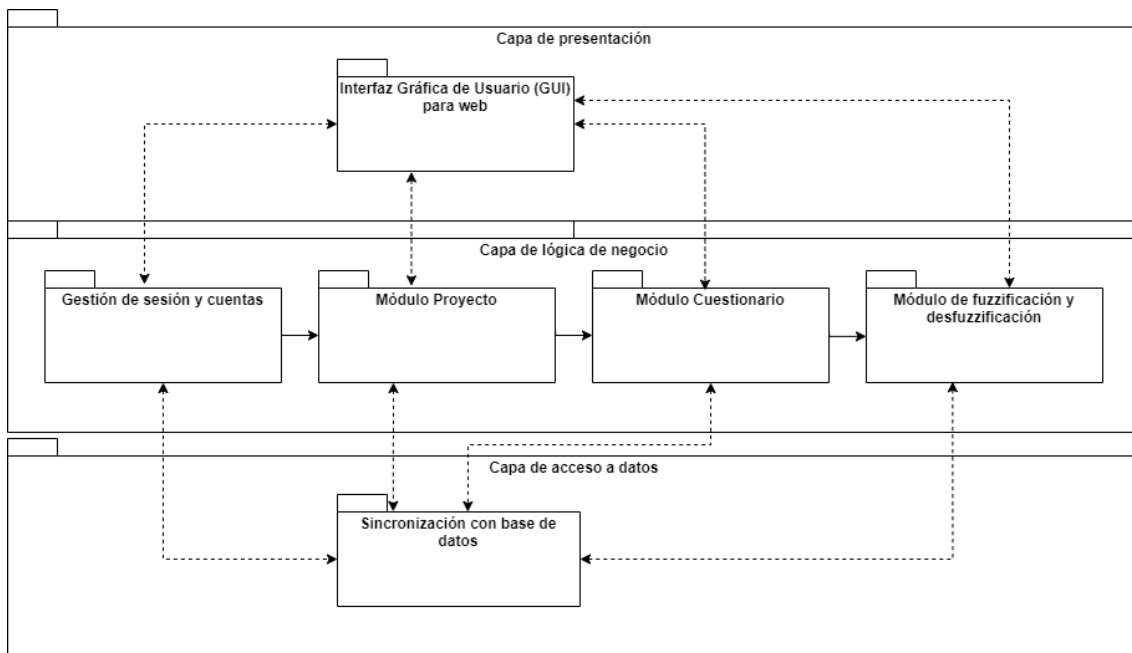 Capa de presentación
Interfaz Gráfica de Usuario (GUI)
para web
Capa de lógica de negocio
Gestión de sesión y cuentas
Módulo Proyecto
Módulo Cuestionario
Módulo de fuzzificación y
desfuzzificación
Capa de acceso a datos
Sincronización con base de
datos